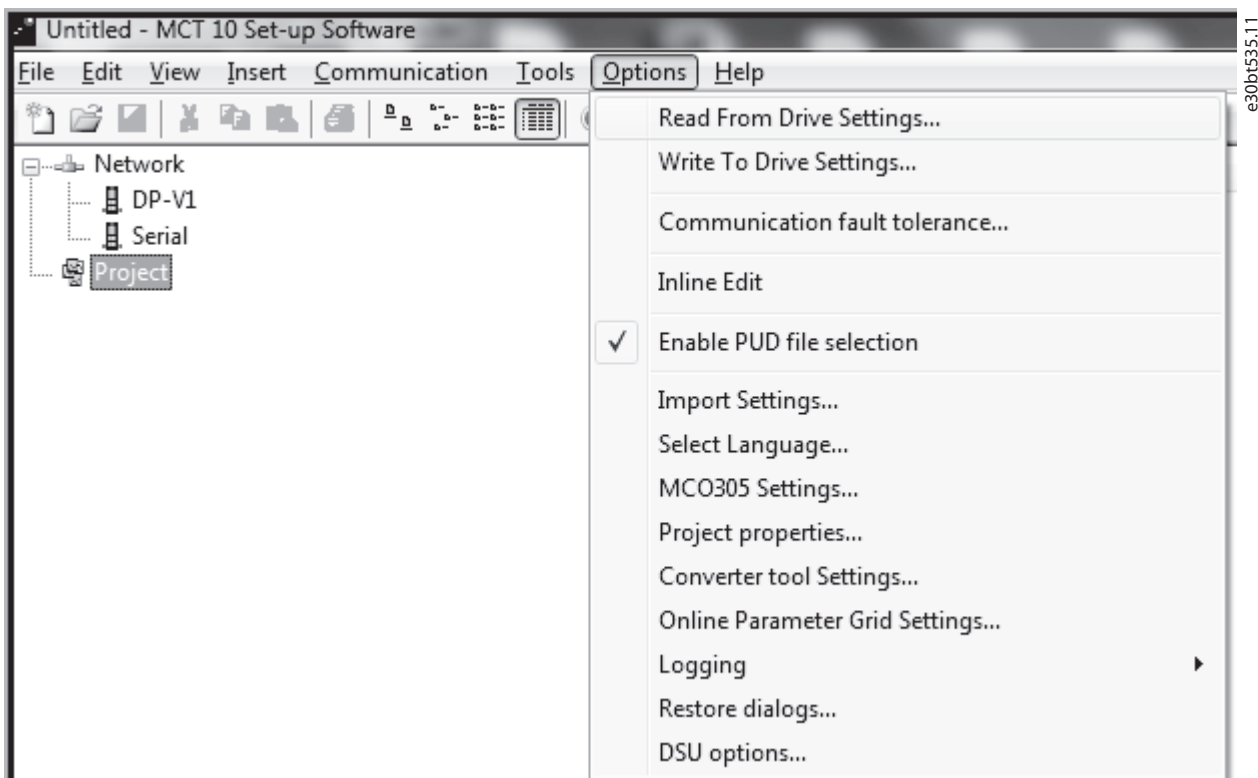 Untitled - MCT 10 Set-up Software
e30bt535.11
File Edit View Insert Communication Tools Options Help
Network
DP-V1
Serial
Project
Read From Drive Settings...
Write To Drive Settings...
Communication fault tolerance...
Inline Edit
Enable PUD file selection
Import Settings...
Select Language...
MCO305 Settings...
Project properties...
Converter tool Settings...
Online Parameter Grid Settings...
Logging
Restore dialogs...
DSU options...